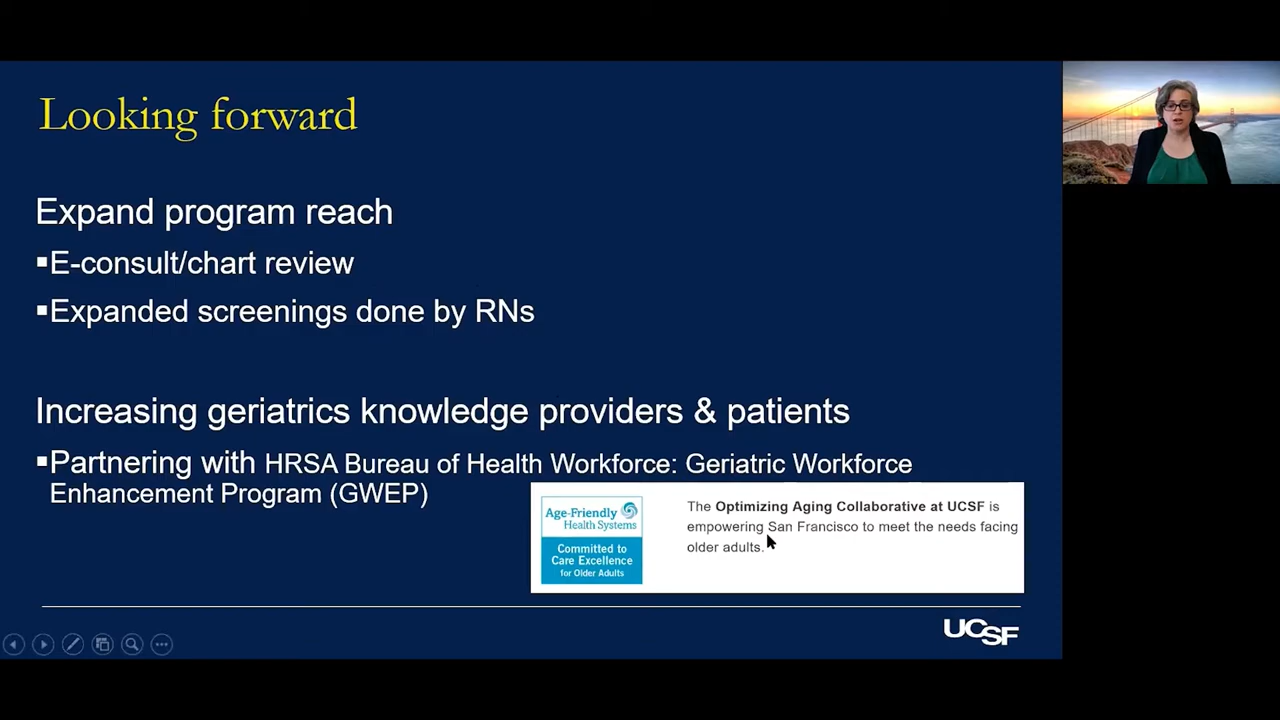 Looking forward
Expand program reach
▪E-consult/chart review
▪Expanded screenings done by RNs
Increasing geriatrics knowledge providers & patients
▪Partnering with HRSA Bureau of Health Workforce: Geriatric Workforce
Enhancement Program (GWEP)
Age-Friendly
Health Systems
Committed to
Care Excellence
for Older Adults
The Optimizing Aging Collaborative at UCSF is
empowering San Francisco to meet the needs facing
older adults.
UCSF